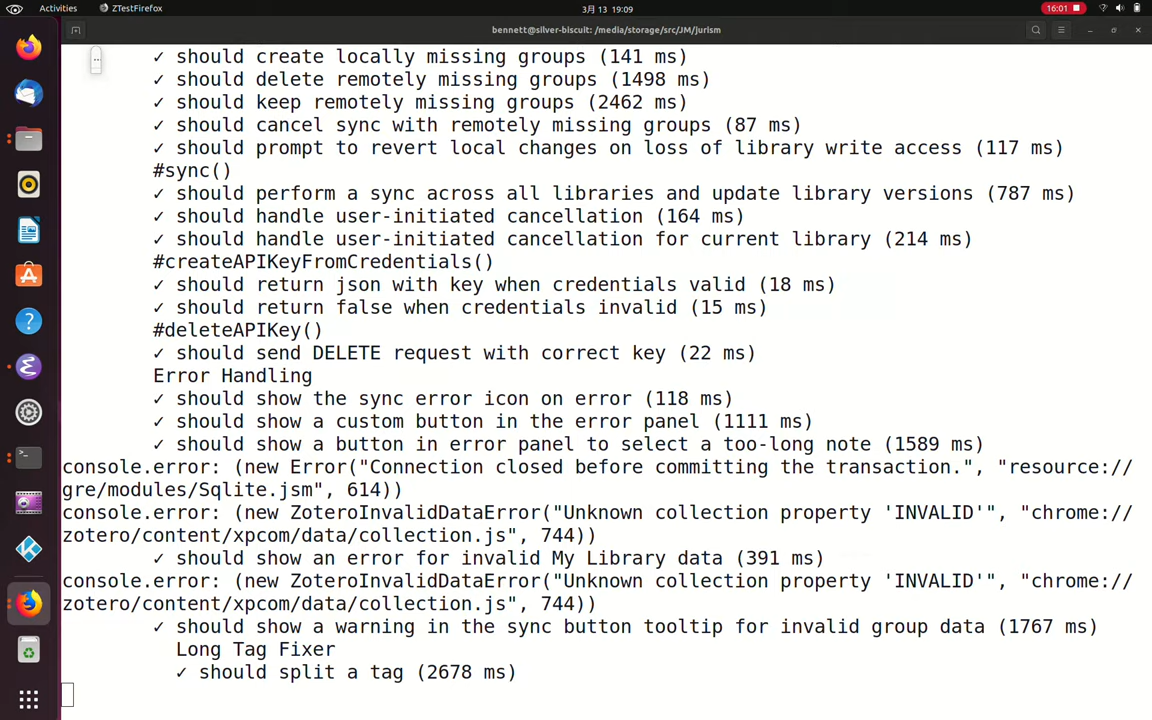 Activities
ZTestFirefox
3月 13 19:09
16:01
bennett@silver-biscuit: /media/storage/src/JM/jurism
✓ should create locally missing groups (141 ms)
✓ should delete remotely missing groups (1498 ms)
✓ should keep remotely missing groups (2462 ms)
✓ should cancel sync with remotely missing groups (87 ms)
✓ should prompt to revert local changes on loss of library write access (117 ms)
#sync()
✓ should perform a sync across all libraries and update library versions (787 ms)
✓ should handle user-initiated cancellation (164 ms)
✓ should handle user-initiated cancellation for current library (214 ms)
#createAPIKeyFromCredentials()
✓ should return json with key when credentials valid (18 ms)
✓ should return false when credentials invalid (15 ms)
#deleteAPIKey()
✓ should send DELETE request with correct key (22 ms)
Error Handling
✓ should show the sync error icon on error (118 ms)
✓ should show a custom button in the error panel (1111 ms)
✓ should show a button in error panel to select a too-long note (1589 ms)
console.error: (new Error("Connection closed before committing the transaction.", "resource://
gre/modules/Sqlite.jsm", 614))
console.error: (new ZoteroInvalidDataError("Unknown collection property 'INVALID'", "chrome://
zotero/content/xpcom/data/collection.js", 744))
✓ should show an error for invalid My Library data (391 ms)
console.error: (new ZoteroInvalidDataError("Unknown collection property 'INVALID'", "chrome://
zotero/content/xpcom/data/collection.js", 744))
✓ should show a warning in the sync button tooltip for invalid group data (1767 ms)
Long Tag Fixer
✓ should split a tag (2678 ms)